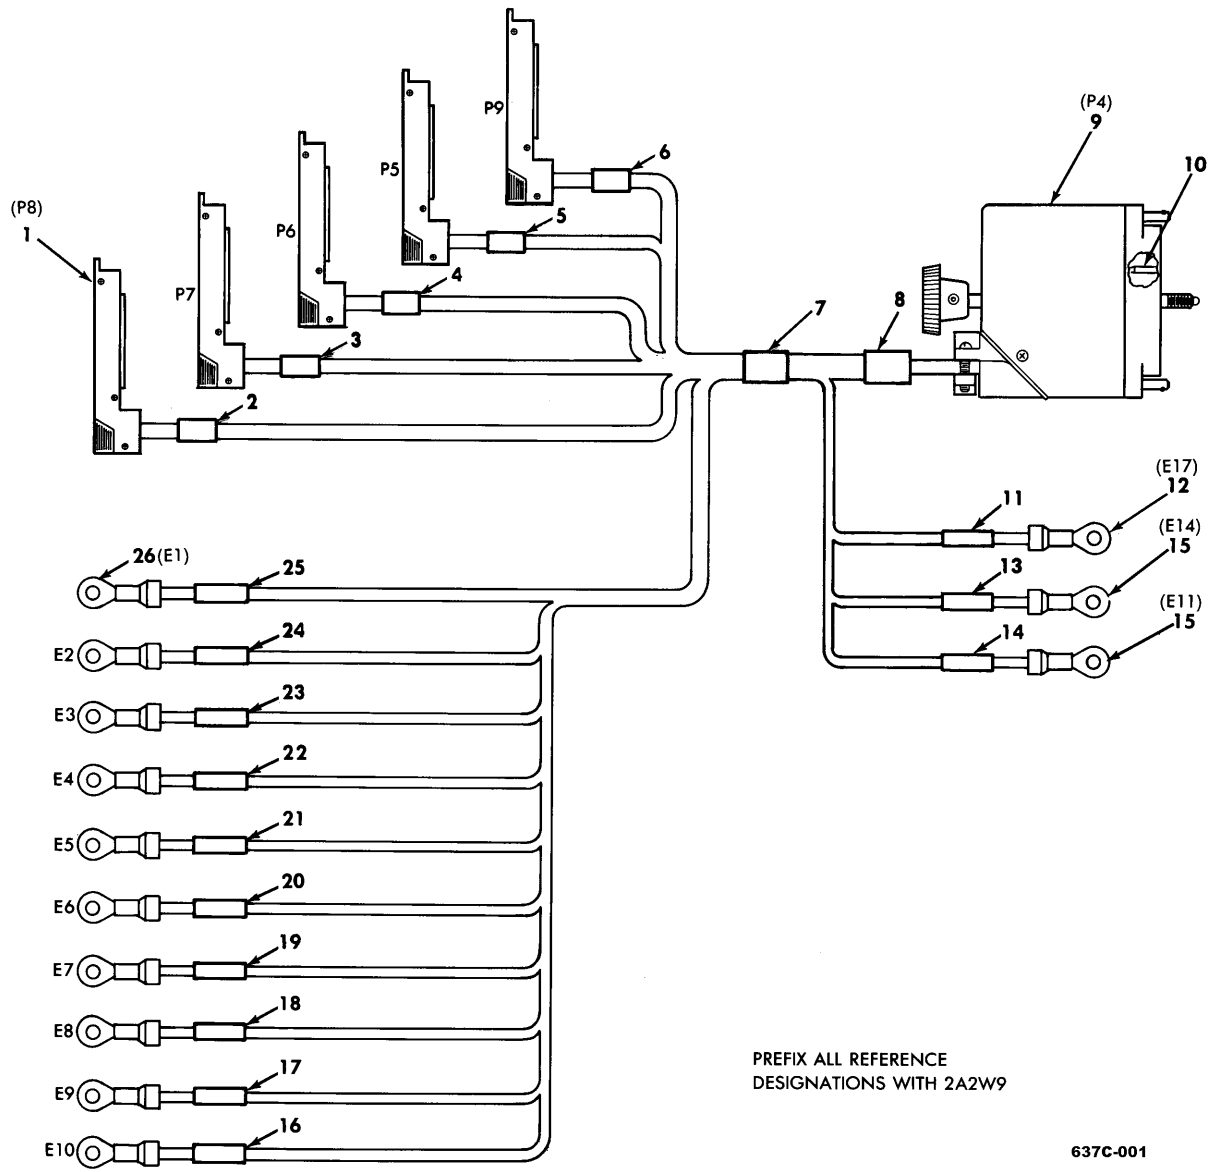 P9
(P4)
9
P5
6
10
P6
5
(P8)
1
P7
4
3
7
8
2
(E17)
12
11
(E14)
15
26(E1)
25
13
(E11)
15
E2
24
14
E3
23
E4
22
E5
21
E6
20
E7
19
E8
18
E9
17
E10
16
PREFIX ALL REFERENCE
DESIGNATIONS WITH 2A2W9
637C-001